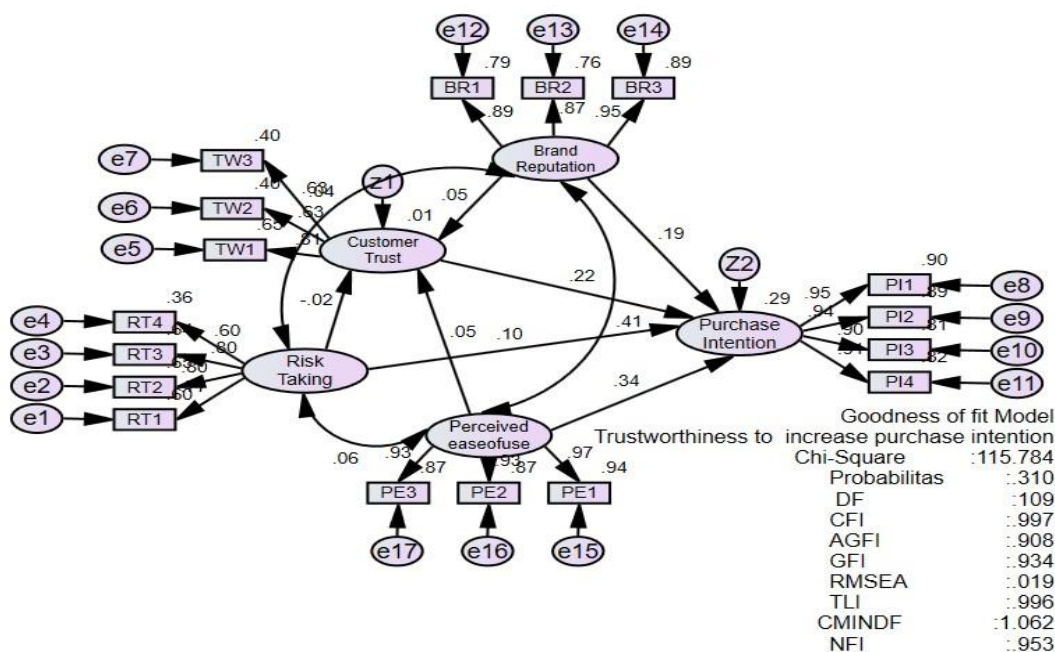 e12
e13
e14
.79
.76
.89
BR1
BR2
BR3
.89
.87
.95
Brand
Reputation
.40
e7
TW3
z1
.63
.04
.05
.40
e6
TW2
.63
.01
.65
e5
TW1
.81
Customer
Trust
.19
Z2
.22
.90
.29
.95
PI1
e8
.89
.94
PI2
e9
.90
PI3
.81
e10
PI4
.82
e11
Purchase
Intention
-.02
.05
.10
.41
.34
.36
e4
RT4
.60
e3
RT3
.80
e2
RT2
.80
e1
RT1
.60
Risk
Taking
.06
Perceived
easeofuse
.93
.87
.93
.87
.97
.94
PE3
PE2
PE1
e17
e16
e15
Goodness of fit Model
Trustworthiness to increase purchase intention
Chi-Square :115.784
Probabilitas :.310
DF :109
CFI :.997
AGFI :.908
GFI :.934
RMSEA :.019
TLI :.996
CMINDF :1.062
NFI :.953